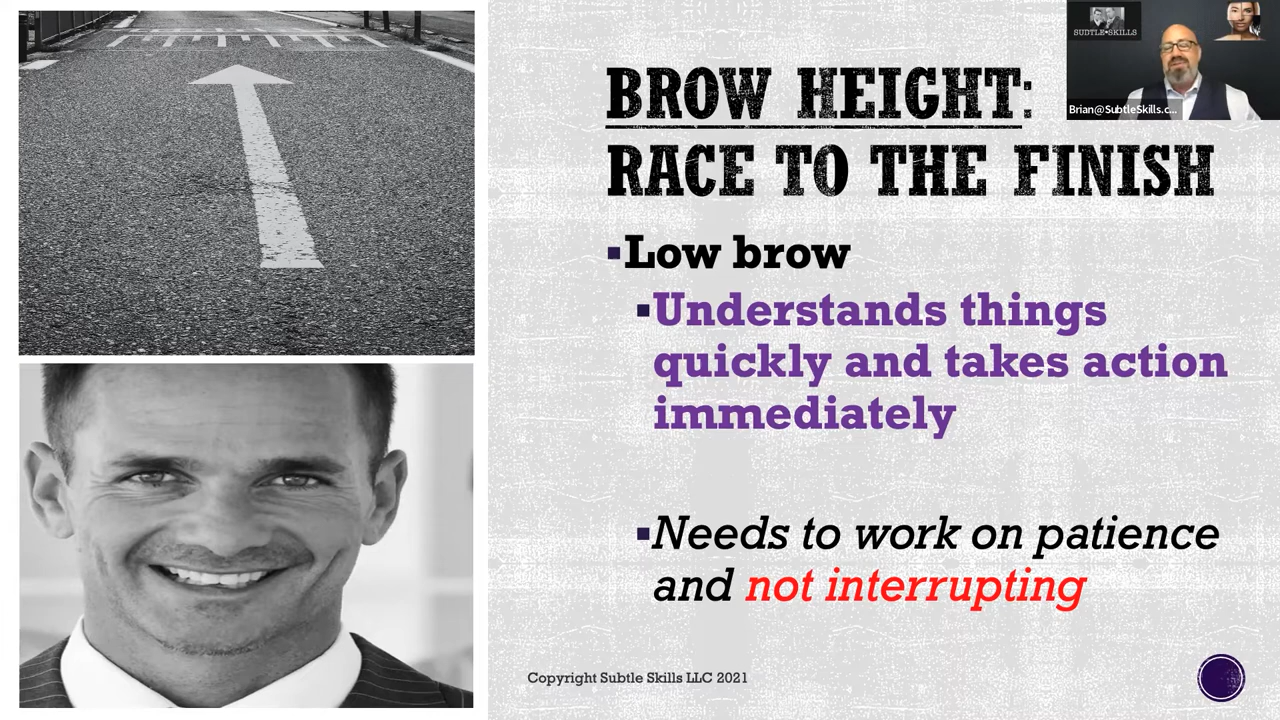 BROW HEIGHT:
RACE TO THE FINISH
▪Low brow
▪Understands things
quickly and takes action
immediately
▪Needs to work on patience
and not interrupting
Copyright Subtle Skills LLC 2021
SUBTLE•SKILLS
Brian@SubtleSkills.c...